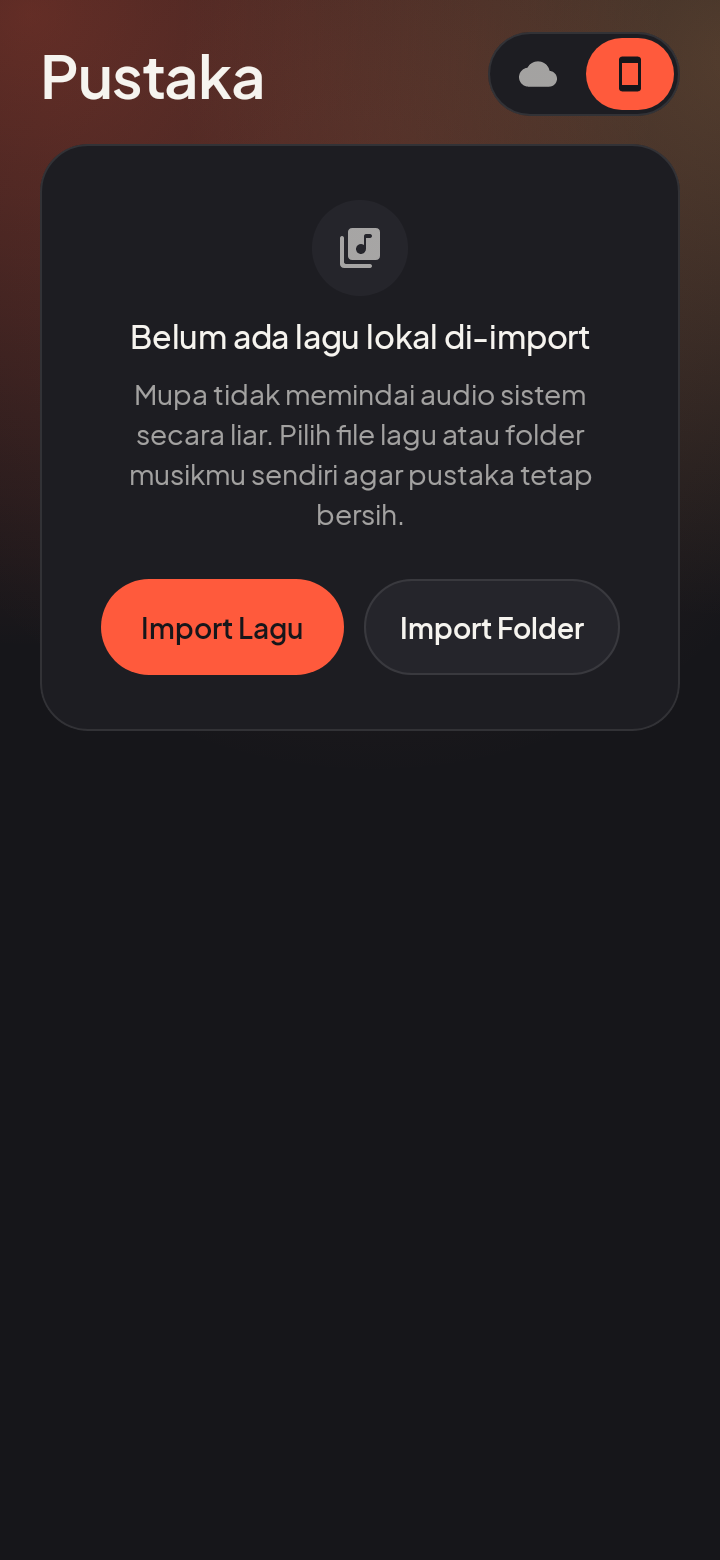 Pustaka
Belum ada lagu lokal di-import
Mupa tidak memindai audio sistem
secara liar. Pilih file lagu atau folder
musikmu sendiri agar pustaka tetap
bersih.
Import Lagu
Import Folder